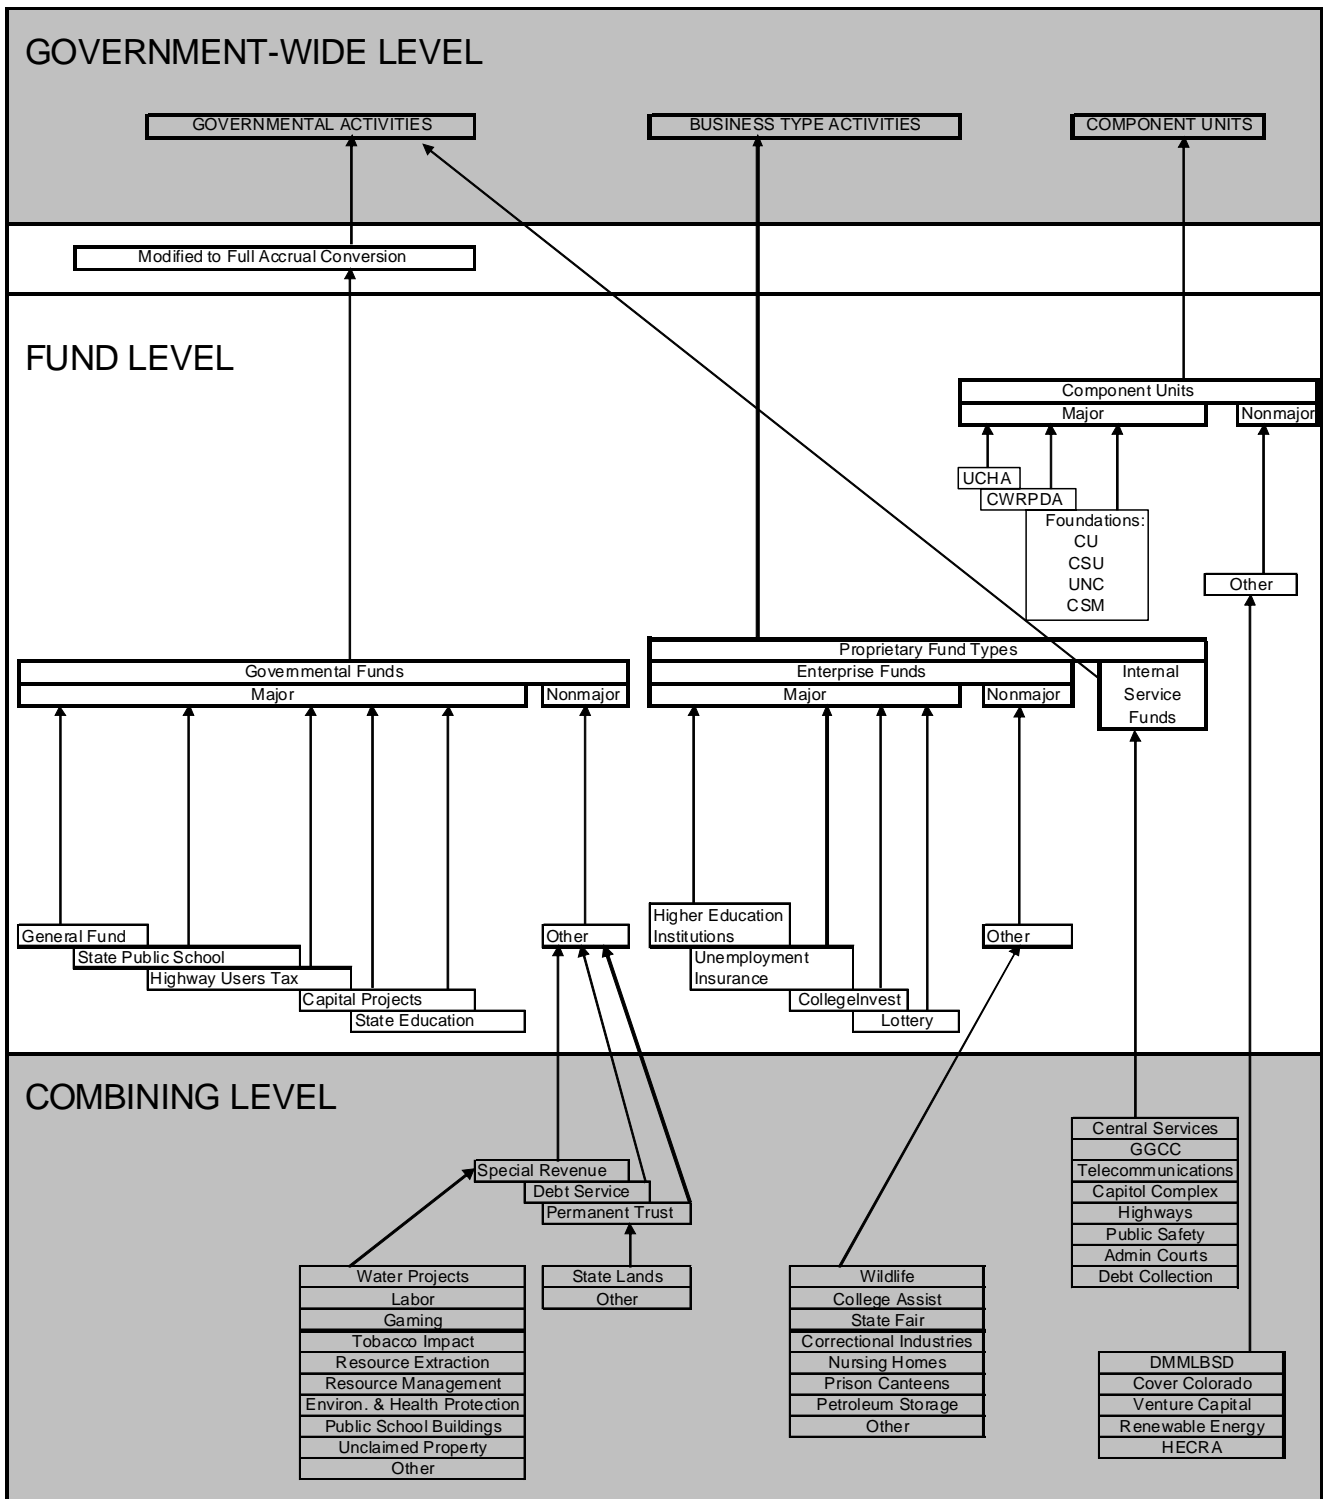 GOVERNMENT-WIDE LEVEL
GOVERNMENTAL ACTIVITIES
BUSINESS TYPE ACTIVITIES
COMPONENT UNITS
Modified to Full Accrual Conversion
FUND LEVEL
Component Units
Major
Nonmajor
UCHA
CWRPDA
Foundations:
CU
CSU
UNC
CSM
Other
Governmental Funds
Major
Nonmajor
Proprietary Fund Types
Enterprise Funds
Major
Nonmajor
Internal
Service
Funds
General Fund
State Public School
Highway Users Tax
Capital Projects
State Education
Other
Higher Education
Institutions
Unemployment
Insurance
CollegeInvest
Lottery
Other
COMBINING LEVEL
Special Revenue
Debt Service
Permanent Trust
Water Projects
Labor
Gaming
Tobacco Impact
Resource Extraction
Resource Management
Environ. & Health Protection
Public School Buildings
Unclaimed Property
Other
State Lands
Other
Wildlife
College Assist
State Fair
Correctional Industries
Nursing Homes
Prison Canteens
Petroleum Storage
Other
Central Services
GGCC
Telecommunications
Capitol Complex
Highways
Public Safety
Admin Courts
Debt Collection
DMMLBSD
Cover Colorado
Venture Capital
Renewable Energy
HECRA